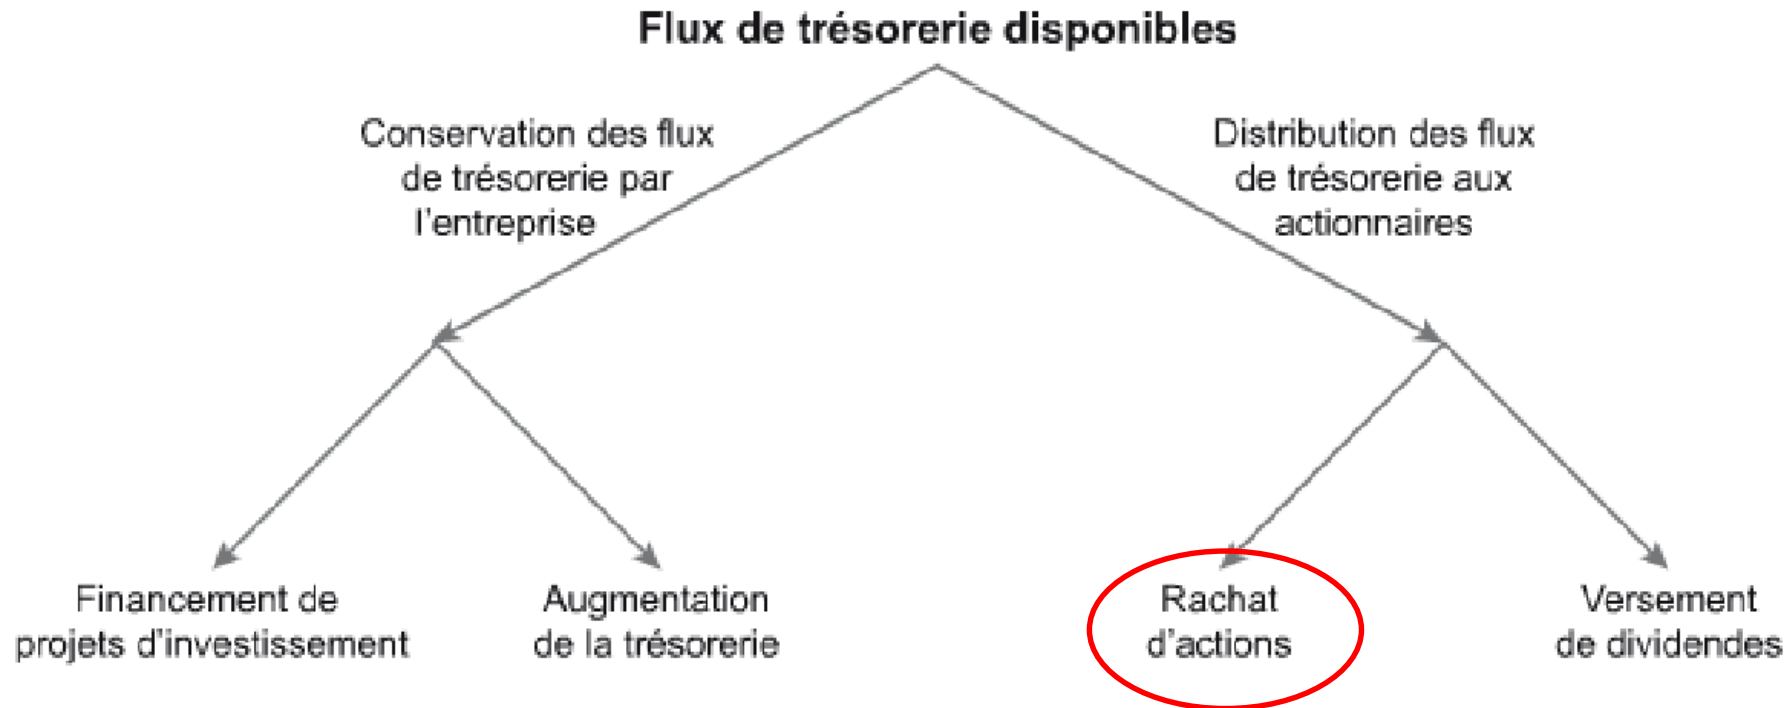 Flux de trésorerie disponibles
Conservation des flux
de trésorerie par
l'entreprise
Distribution des flux
de trésorerie aux
actionnaires
Financement de
projets d'investissement
Augmentation
de la trésorerie
Rachat
d'actions
Versement
de dividendes